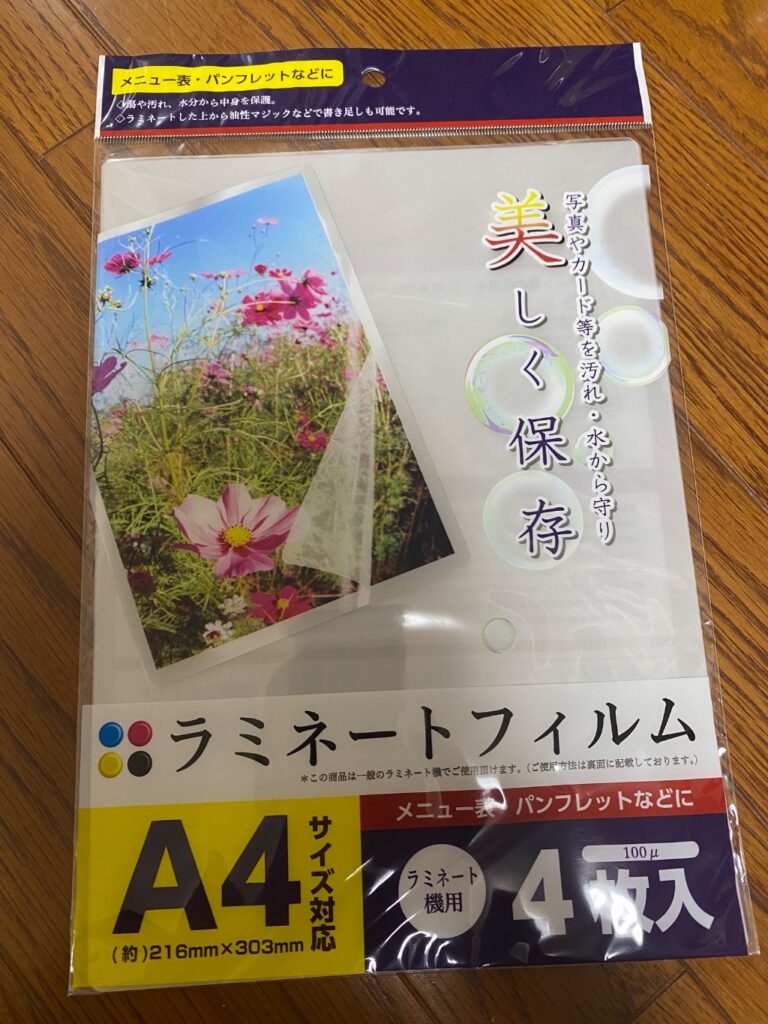 メニュー表・パンフレットなどに
◇傷や汚れ、水分から中身を保護。
◇ラミネートした上から油性マジックなどで書き足しも可能です。
写真やカード等を汚れ・水から守り
美しく保存
ラミネートフィルム
＊この商品は一般のラミネート機でご使用頂けます。(ご使用方法は裏面に記載しております。)
メニュー表・パンフレットなどに
A4
サイズ対応
(約)216mm×303mm
ラミネート
機用
100μ
4枚入